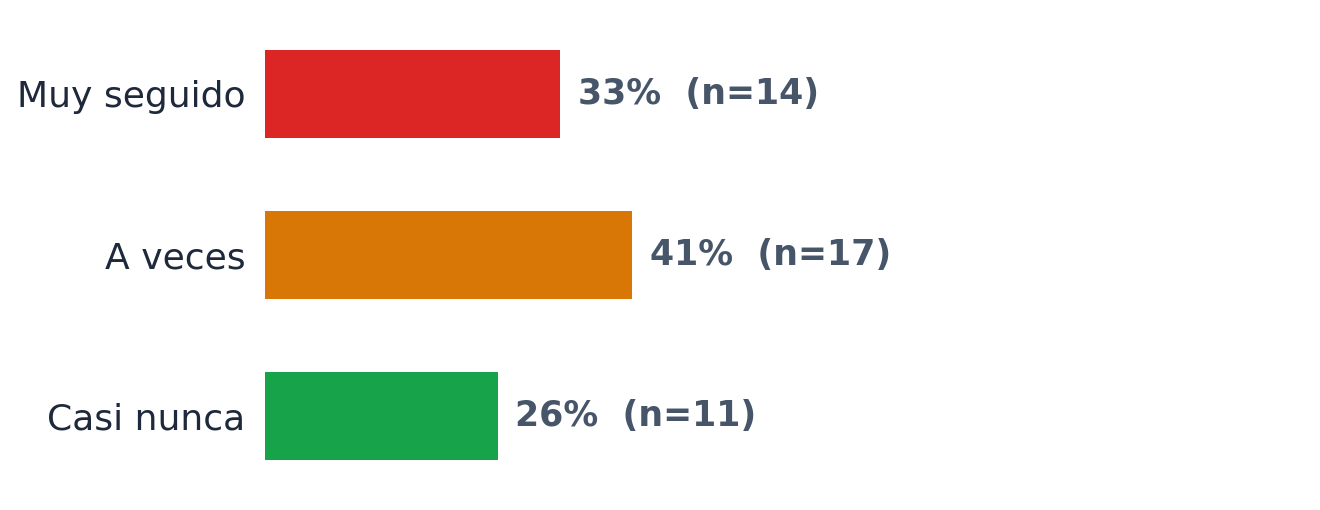 Muy seguido 33% (n=14)
A veces 41% (n=17)
Casi nunca 26% (n=11)